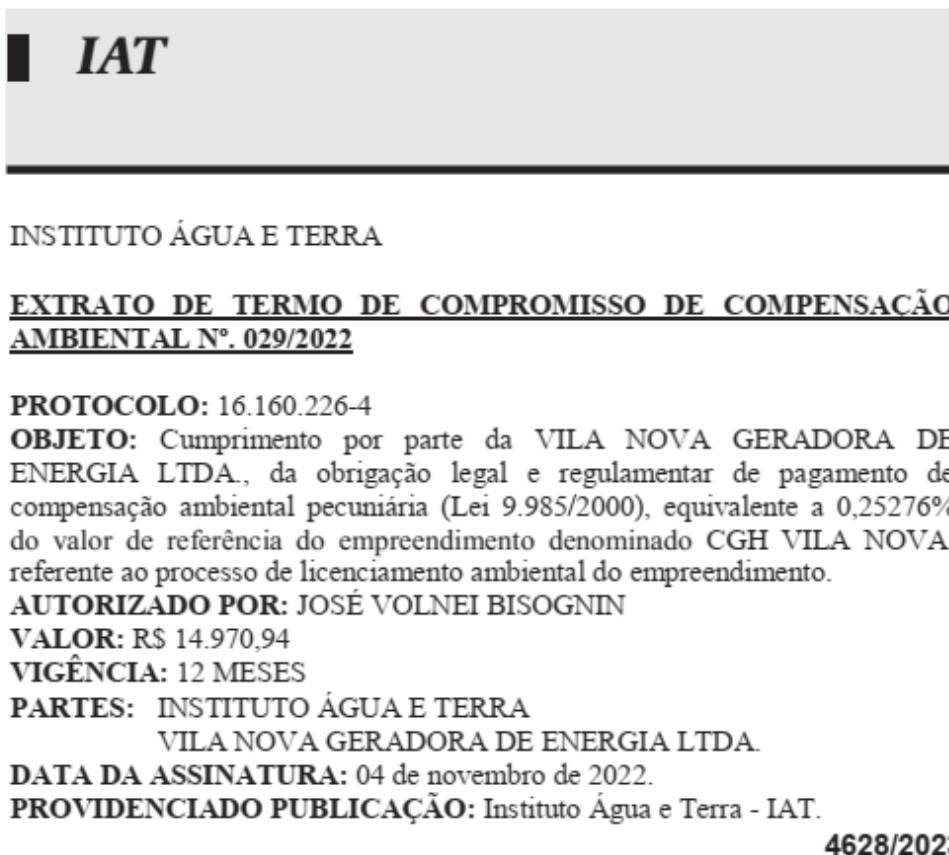 IAT
INSTITUTO ÁGUA E TERRA
EXTRATO DE TERMO DE COMPROMISSO DE COMPENSAÇÃO
AMBIENTAL Nº. 029/2022
PROTOCOLO: 16.160.226-4
OBJETO: Cumprimento por parte da VILA NOVA GERADORA DE
ENERGIA LTDA., da obrigação legal e regulamentar de pagamento de
compensação ambiental pecuniária (Lei 9.985/2000), equivalente a 0,25276%
do valor de referência do empreendimento denominado CGH VILA NOVA
referente ao processo de licenciamento ambiental do empreendimento.
AUTORIZADO POR: JOSÉ VOLNEI BISOGNIN
VALOR: R$ 14.970,94
VIGÊNCIA: 12 MESES
PARTES: INSTITUTO ÁGUA E TERRA
VILA NOVA GERADORA DE ENERGIA LTDA.
DATA DA ASSINATURA: 04 de novembro de 2022.
PROVIDENCIADO PUBLICAÇÃO: Instituto Água e Terra - IAT.